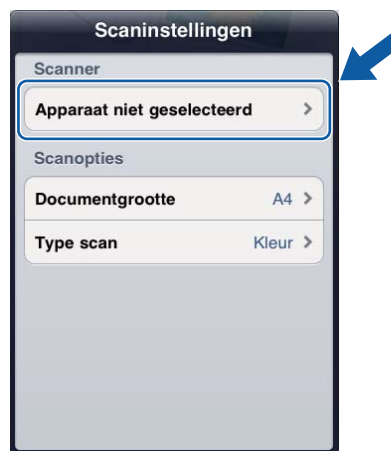 Scaninstellingen
Scanner
Apparaat niet geselecteerd
Scanopties
Documentgrootte A4
Type scan Kleur